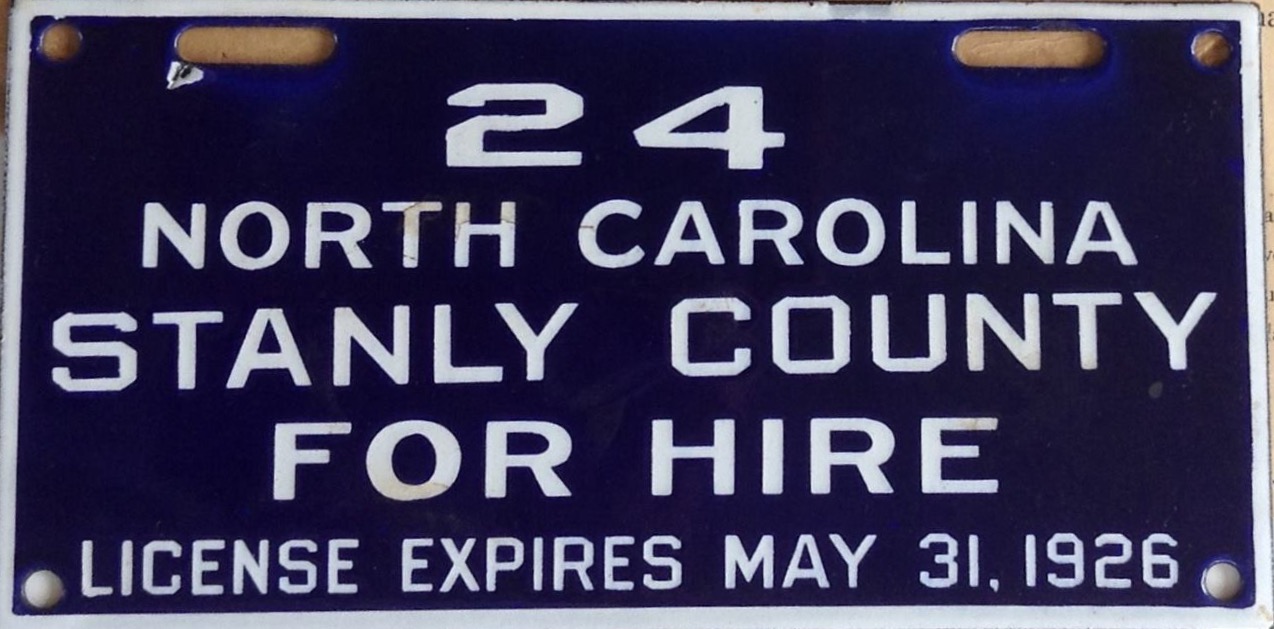 24
NORTH CAROLINA
STANLY COUNTY
FOR HIRE
LICENSE EXPIRES MAY 31, 1926